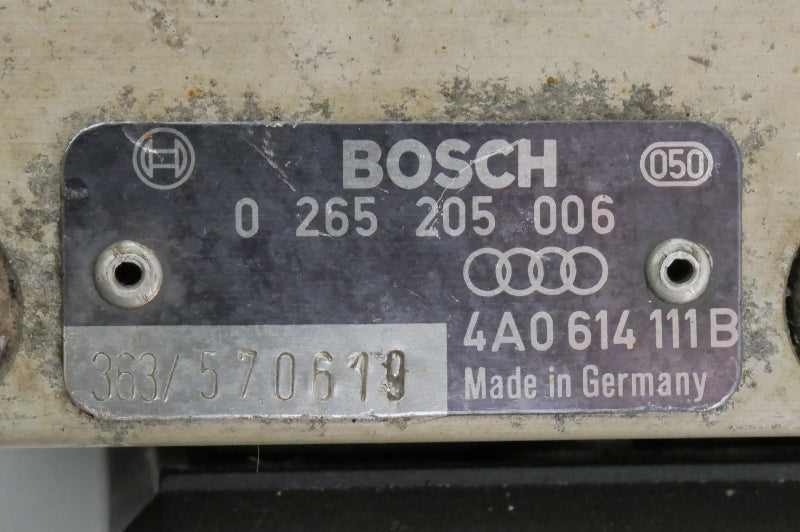 BOSCH 050
0 265 205 006
4A0 614 111 B
363/570619
Made in Germany